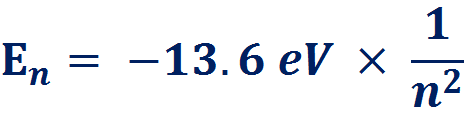 Eₙ = −13.6 eV × 1/n²